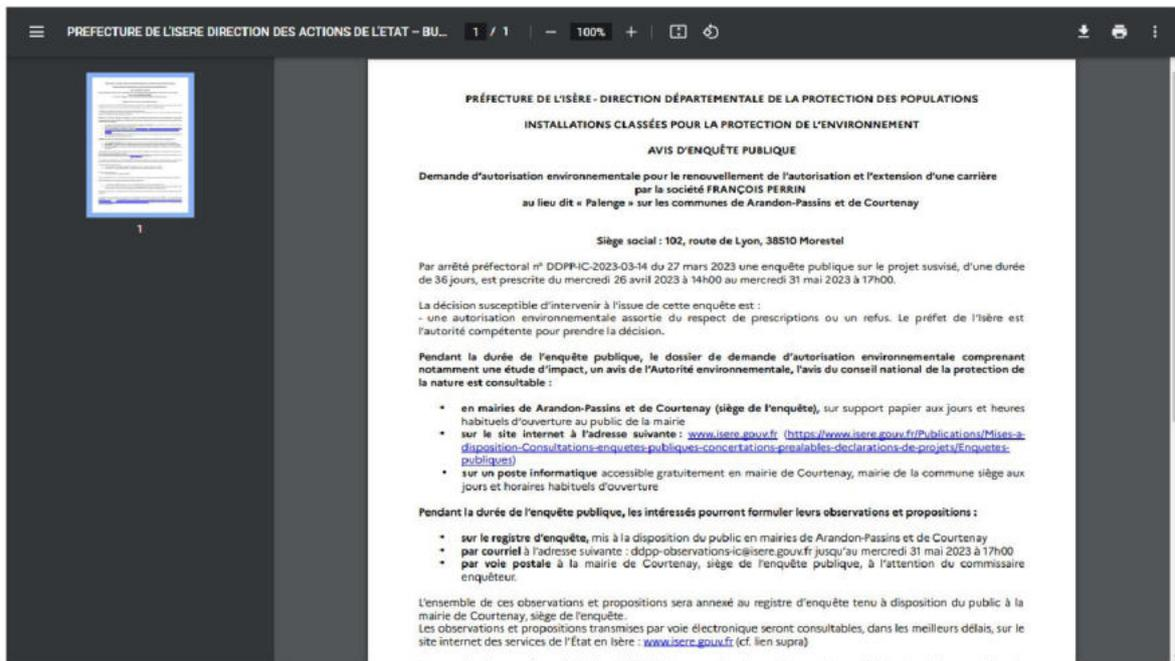 PREFECTURE DE L'ISERE DIRECTION DES ACTIONS DE L'ETAT – BU...
1 / 1
100%
1
PRÉFECTURE DE L'ISÈRE - DIRECTION DÉPARTEMENTALE DE LA PROTECTION DES POPULATIONS
INSTALLATIONS CLASSÉES POUR LA PROTECTION DE L'ENVIRONNEMENT
AVIS D'ENQUÊTE PUBLIQUE
Demande d'autorisation environnementale pour le renouvellement de l'autorisation et l'extension d'une carrière
par la société FRANÇOIS PERRIN
au lieu dit « Palenge » sur les communes de Arandon-Passins et de Courtenay
Siège social : 102, route de Lyon, 38510 Morestel
Par arrêté préfectoral n° DDPP-IC-2023-03-14 du 27 mars 2023 une enquête publique sur le projet susvisé, d'une durée
de 36 jours, est prescrite du mercredi 26 avril 2023 à 14h00 au mercredi 31 mai 2023 à 17h00.
La décision susceptible d'intervenir à l'issue de cette enquête est :
- une autorisation environnementale assortie du respect de prescriptions ou un refus. Le préfet de l'Isère est
l'autorité compétente pour prendre la décision.
Pendant la durée de l'enquête publique, le dossier de demande d'autorisation environnementale comprenant
notamment une étude d'impact, un avis de l'Autorité environnementale, l'avis du conseil national de la protection de
la nature est consultable :
• en mairies de Arandon-Passins et de Courtenay (siège de l'enquête), sur support papier aux jours et heures
habituels d'ouverture au public de la mairie
• sur le site internet à l'adresse suivante : www.isere.gouv.fr (https://www.isere.gouv.fr/Publications/Mises-a-
disposition-Consultations-enquetes-publiques-concertations-prealables-declarations-de-projets/Enquetes-
publiques)
• sur un poste informatique accessible gratuitement en mairie de Courtenay, mairie de la commune siège aux
jours et horaires habituels d'ouverture
Pendant la durée de l'enquête publique, les intéressés pourront formuler leurs observations et propositions :
• sur le registre d'enquête, mis à la disposition du public en mairies de Arandon-Passins et de Courtenay
• par courriel à l'adresse suivante : ddpp-observations-ic@isere.gouv.fr jusqu'au mercredi 31 mai 2023 à 17h00
• par voie postale à la mairie de Courtenay, siège de l'enquête publique, à l'attention du commissaire
enquêteur.
L'ensemble de ces observations et propositions sera annexé au registre d'enquête tenu à disposition du public à la
mairie de Courtenay, siège de l'enquête.
Les observations et propositions transmises par voie électronique seront consultables, dans les meilleurs délais, sur le
site internet des services de l'État en Isère : www.isere.gouv.fr (cf. lien supra)